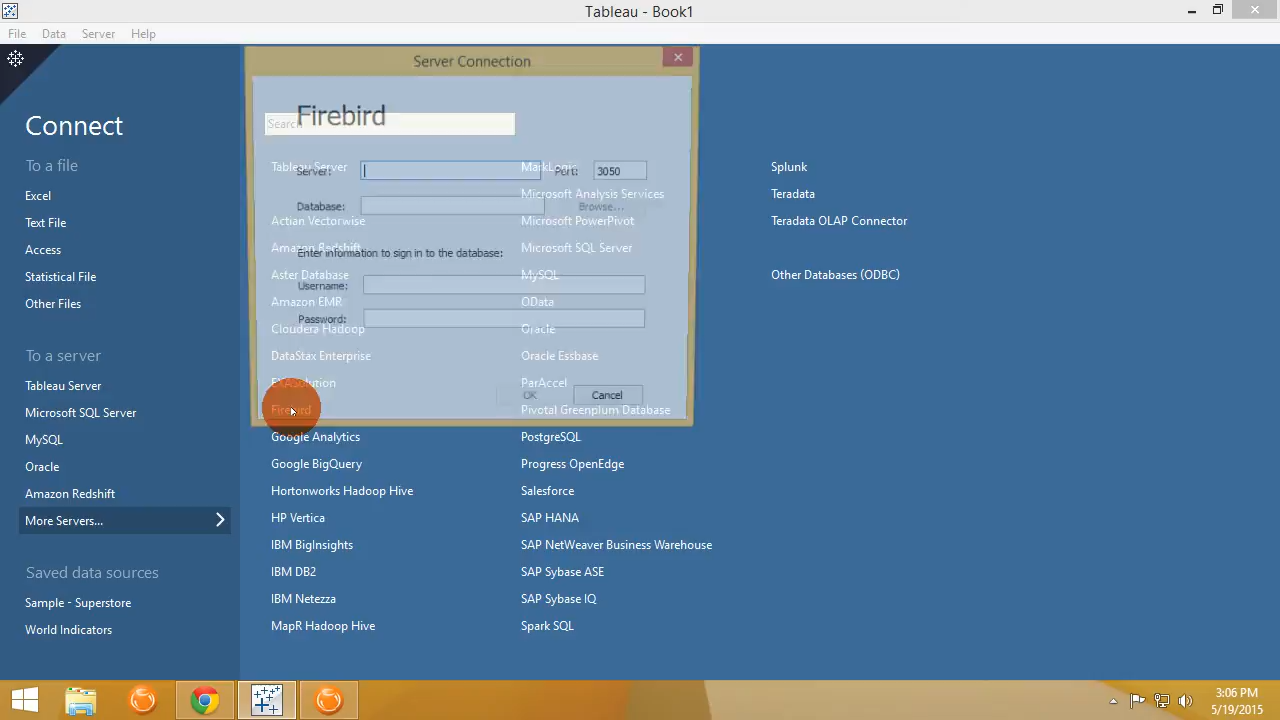 Tableau - Book1
File Data Server Help
Server Connection
Firebird
Search
Server:
Port: 3050
Database:
Browse...
Enter information to sign in to the database:
Username:
Password:
OK
Cancel
Connect
To a file
Excel
Text File
Access
Statistical File
Other Files
To a server
Tableau Server
Microsoft SQL Server
MySQL
Oracle
Amazon Redshift
More Servers...
Saved data sources
Sample - Superstore
World Indicators
Tableau Server
Actian Vectorwise
Amazon Redshift
Aster Database
Amazon EMR
Cloudera Hadoop
DataStax Enterprise
EXASolution
Firebird
Google Analytics
Google BigQuery
Hortonworks Hadoop Hive
HP Vertica
IBM BigInsights
IBM DB2
IBM Netezza
MapR Hadoop Hive
MarkLogic
Microsoft Analysis Services
Microsoft PowerPivot
Microsoft SQL Server
MySQL
OData
Oracle
Oracle Essbase
ParAccel
Pivotal Greenplum Database
PostgreSQL
Progress OpenEdge
Salesforce
SAP HANA
SAP NetWeaver Business Warehouse
SAP Sybase ASE
SAP Sybase IQ
Spark SQL
Splunk
Teradata
Teradata OLAP Connector
Other Databases (ODBC)
3:06 PM
5/19/2015